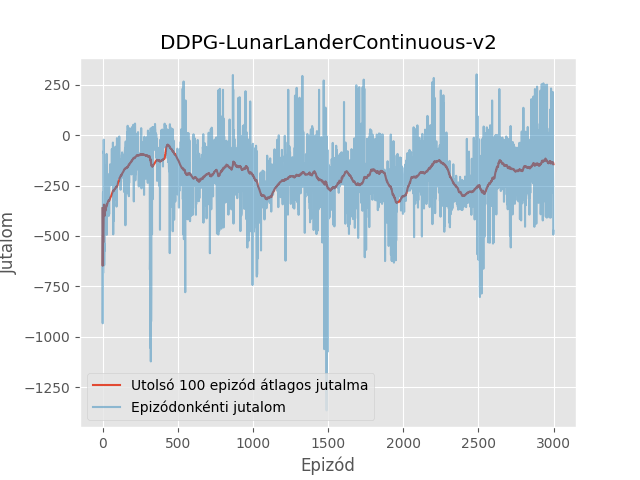 DDPG-LunarLanderContinuous-v2
Jutalom
250
0
−250
−500
−750
−1000
−1250
Utolsó 100 epizód átlagos jutalma
Epizódonkénti jutalom
0 500 1000 1500 2000 2500 3000
Epizód